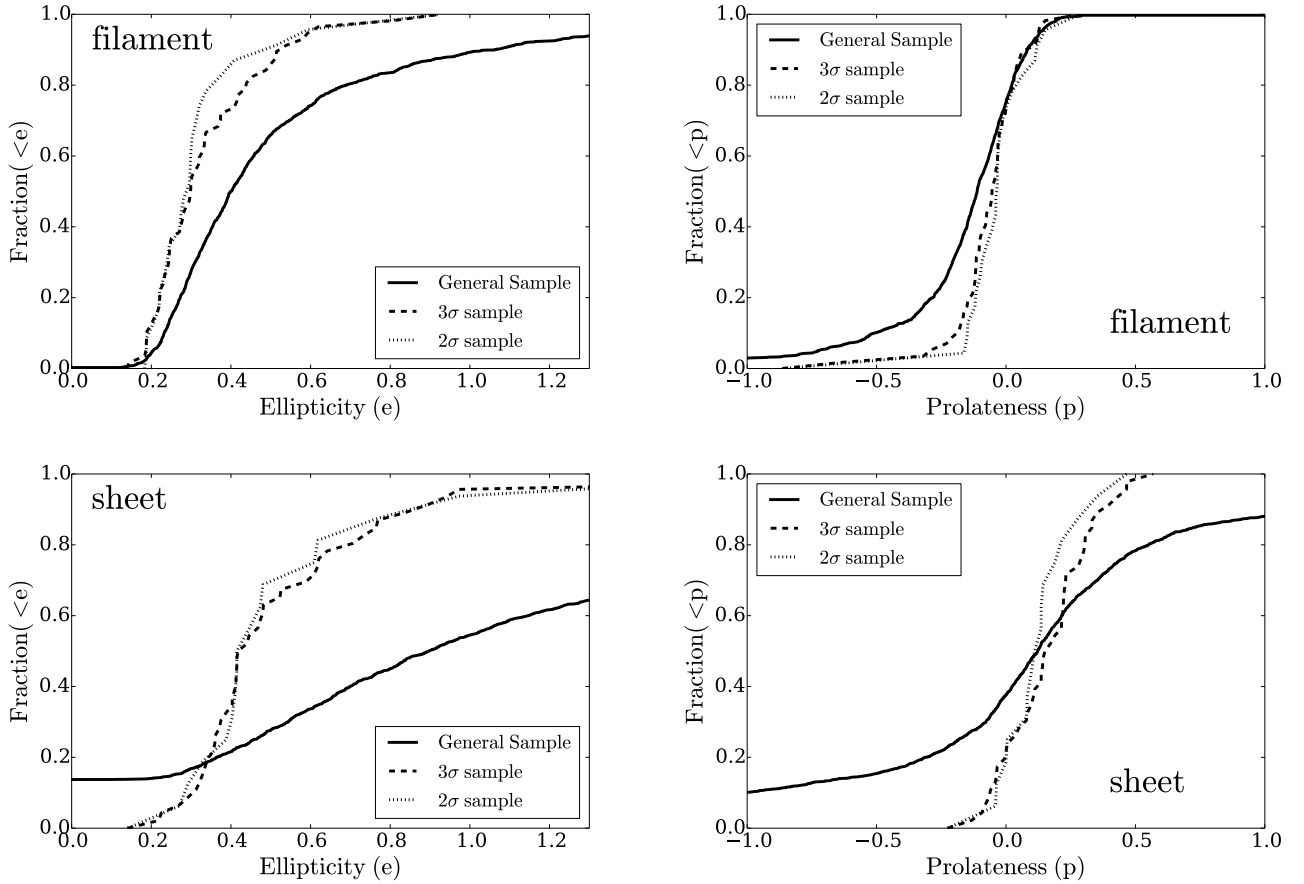 filament
Fraction( <e)
1.0
0.8
0.6
0.4
0.2
0.0
0.0 0.2 0.4 0.6 0.8 1.0 1.2
Ellipticity (e)
General Sample
3σ sample
2σ sample
Fraction( <p)
1.0
0.8
0.6
0.4
0.2
0.0
−1.0 −0.5 0.0 0.5 1.0
Prolateness (p)
General Sample
3σ sample
2σ sample
filament
sheet
Fraction( <e)
1.0
0.8
0.6
0.4
0.2
0.0
0.0 0.2 0.4 0.6 0.8 1.0 1.2
Ellipticity (e)
General Sample
3σ sample
2σ sample
Fraction( <p)
1.0
0.8
0.6
0.4
0.2
0.0
−1.0 −0.5 0.0 0.5 1.0
Prolateness (p)
General Sample
3σ sample
2σ sample
sheet